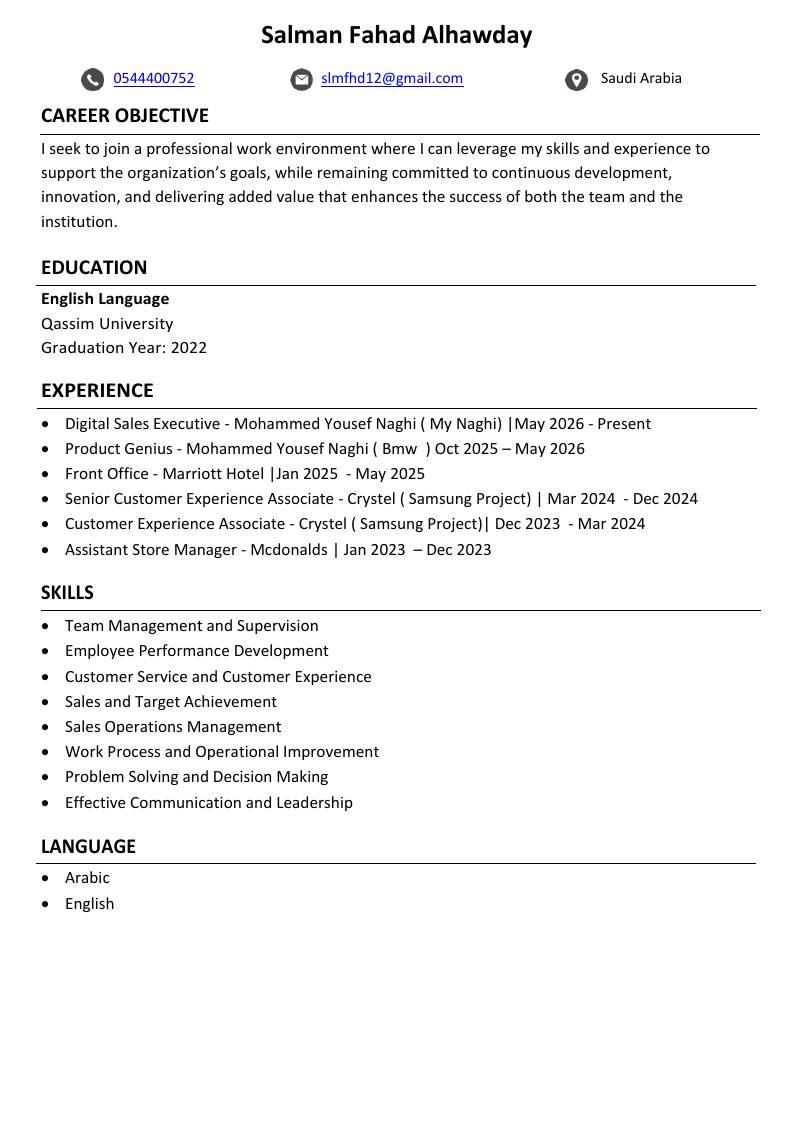 Salman Fahad Alhawday
0544400752 slmfhd12@gmail.com Saudi Arabia
CAREER OBJECTIVE
I seek to join a professional work environment where I can leverage my skills and experience to
support the organization’s goals, while remaining committed to continuous development,
innovation, and delivering added value that enhances the success of both the team and the
institution.
EDUCATION
English Language
Qassim University
Graduation Year: 2022
EXPERIENCE
• Digital Sales Executive - Mohammed Yousef Naghi ( My Naghi) |May 2026 - Present
• Product Genius - Mohammed Yousef Naghi ( Bmw  ) Oct 2025 – May 2026
• Front Office - Marriott Hotel |Jan 2025  - May 2025
• Senior Customer Experience Associate - Crystel ( Samsung Project) | Mar 2024  - Dec 2024
• Customer Experience Associate - Crystel ( Samsung Project)| Dec 2023  - Mar 2024
• Assistant Store Manager - Mcdonalds | Jan 2023  – Dec 2023
SKILLS
• Team Management and Supervision
• Employee Performance Development
• Customer Service and Customer Experience
• Sales and Target Achievement
• Sales Operations Management
• Work Process and Operational Improvement
• Problem Solving and Decision Making
• Effective Communication and Leadership
LANGUAGE
• Arabic
• English